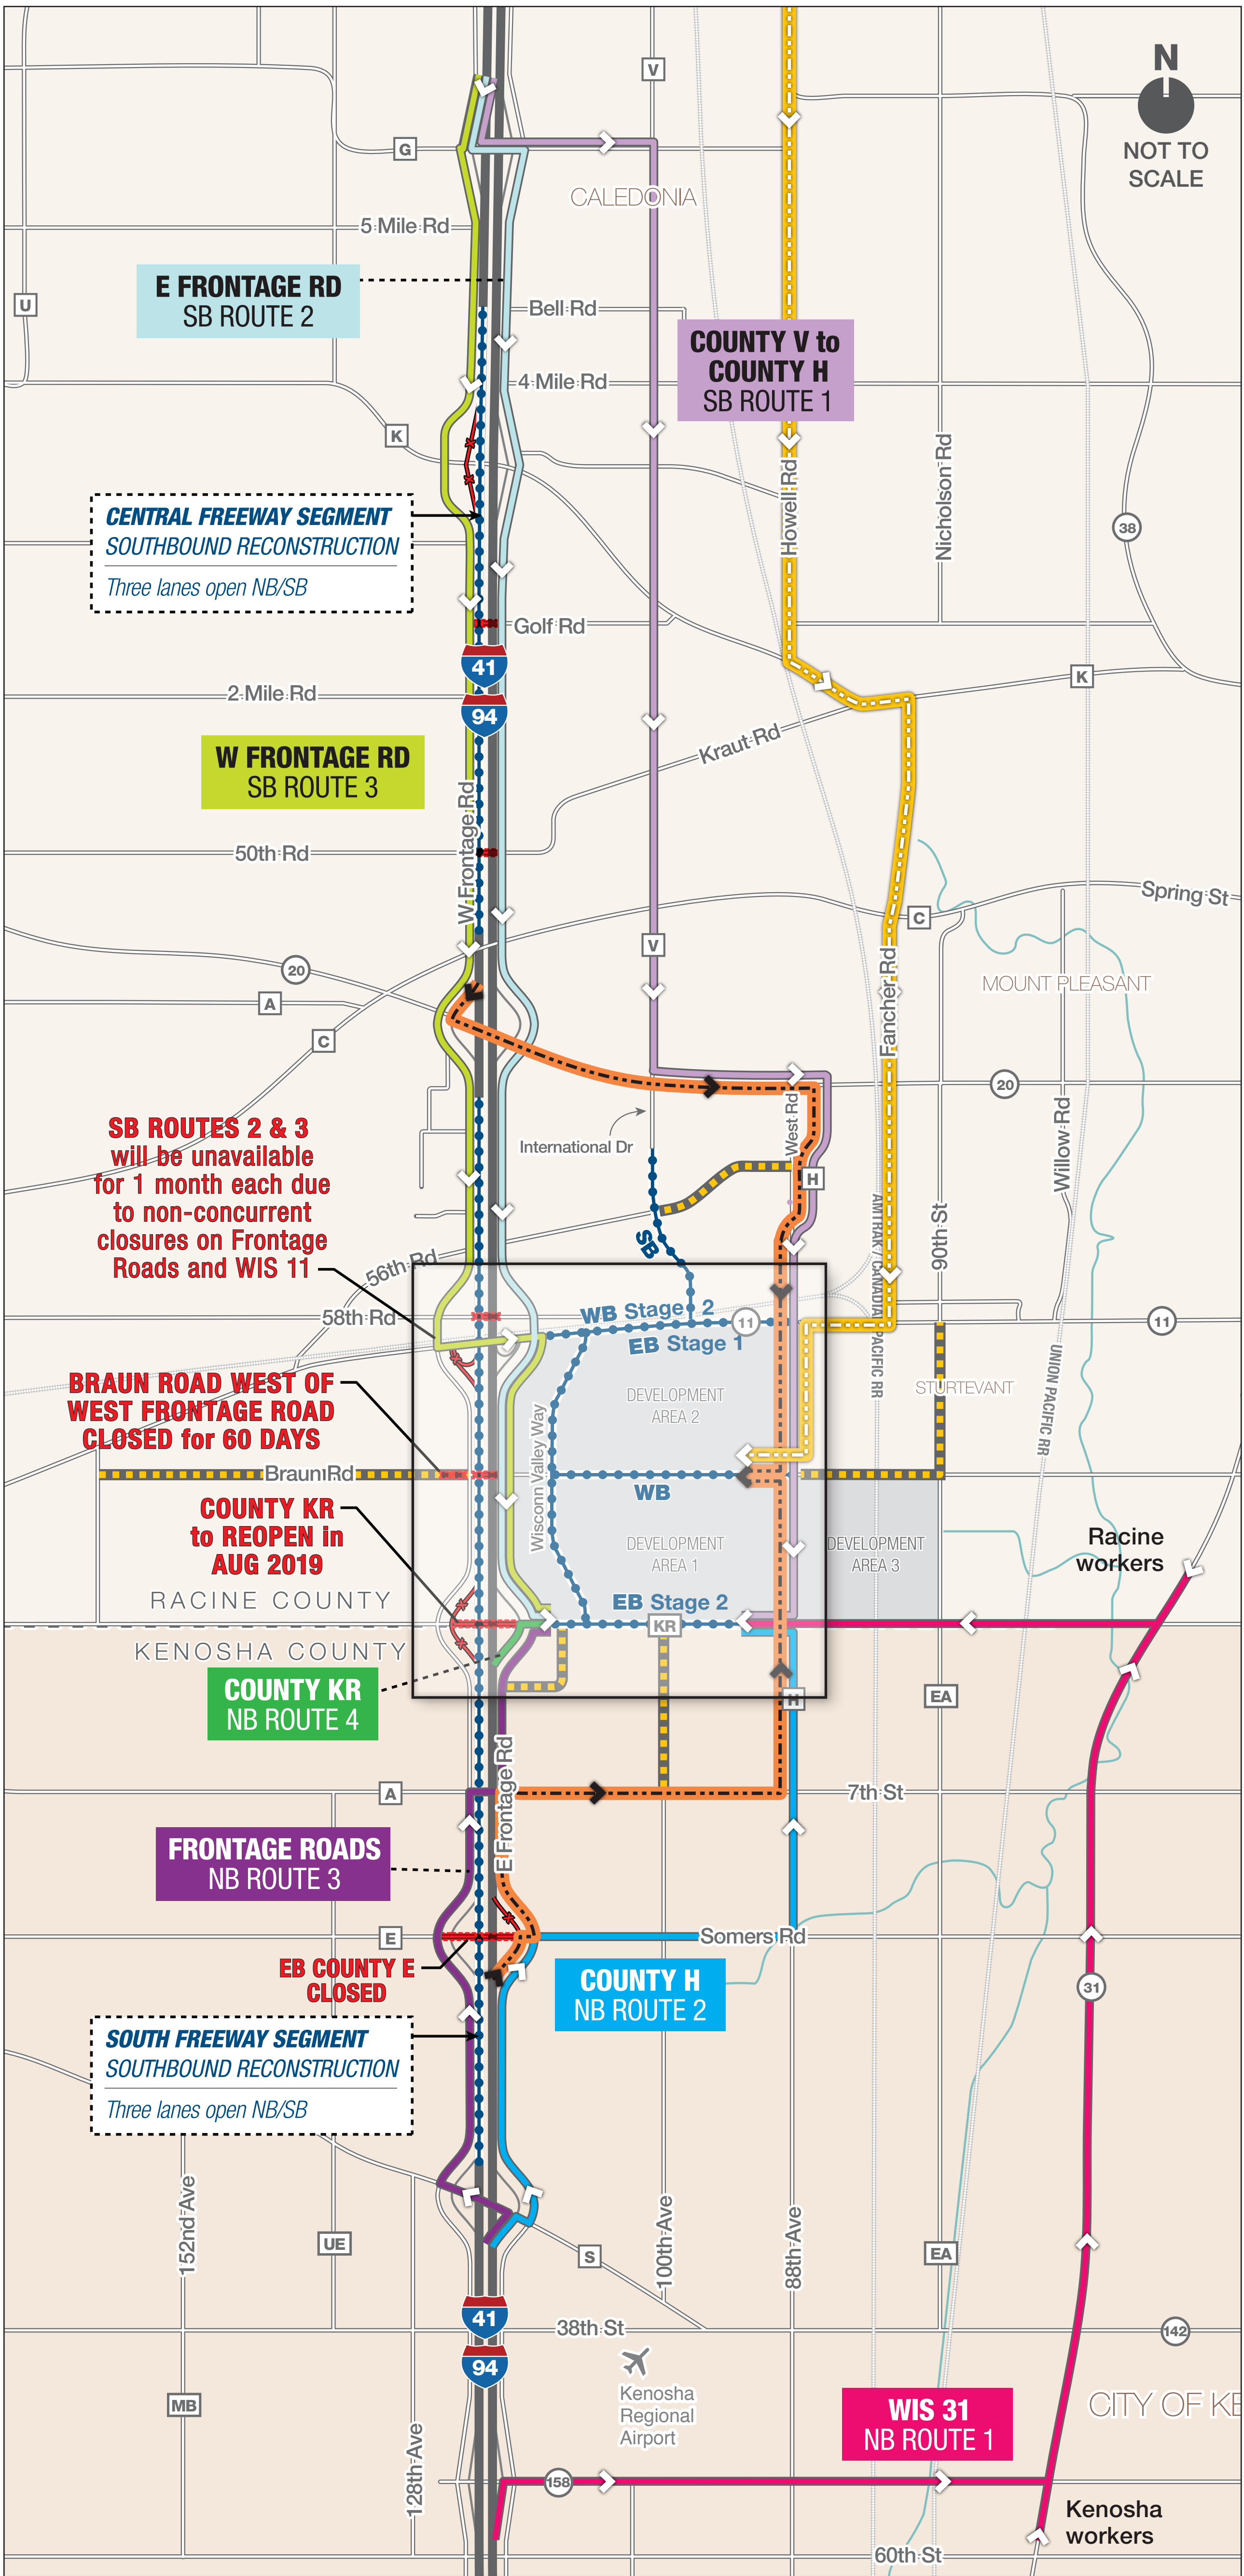 N
NOT TO
SCALE
V
G
CALEDONIA
5 Mile Rd
E FRONTAGE RD
SB ROUTE 2
U
Bell Rd
COUNTY V to
COUNTY H
SB ROUTE 1
4 Mile Rd
K
Howell Rd
Nicholson Rd
CENTRAL FREEWAY SEGMENT
SOUTHBOUND RECONSTRUCTION
Three lanes open NB/SB
38
Golf Rd
41
K
2 Mile Rd
94
Kraut Rd
W FRONTAGE RD
SB ROUTE 3
W Frontage Rd
50th Rd
Spring St
C
V
Fancher Rd
20
MOUNT PLEASANT
A
C
20
West Rd
Willow Rd
SB ROUTES 2 & 3
will be unavailable
for 1 month each due
to non-concurrent
closures on Frontage
Roads and WIS 11
International Dr
H
AMTRAK / CANADIAN PACIFIC RR
90th St
SB
56th Rd
58th Rd
WB Stage 2
11
EB Stage 1
11
UNION PACIFIC RR
BRAUN ROAD WEST OF
WEST FRONTAGE ROAD
CLOSED for 60 DAYS
DEVELOPMENT
AREA 2
STURTEVANT
Wisconn Valley Way
Braun Rd
WB
COUNTY KR
to REOPEN in
AUG 2019
DEVELOPMENT
AREA 1
DEVELOPMENT
AREA 3
Racine
workers
RACINE COUNTY
EB Stage 2
KR
KENOSHA COUNTY
COUNTY KR
NB ROUTE 4
H
EA
E Frontage Rd
A
7th St
FRONTAGE ROADS
NB ROUTE 3
E
Somers Rd
EB COUNTY E
CLOSED
COUNTY H
NB ROUTE 2
31
SOUTH FREEWAY SEGMENT
SOUTHBOUND RECONSTRUCTION
Three lanes open NB/SB
152nd Ave
UE
S
100th Ave
88th Ave
EA
41
38th St
142
94
MB
Kenosha
Regional
Airport
WIS 31
NB ROUTE 1
CITY OF KE
128th Ave
158
Kenosha
workers
60th St